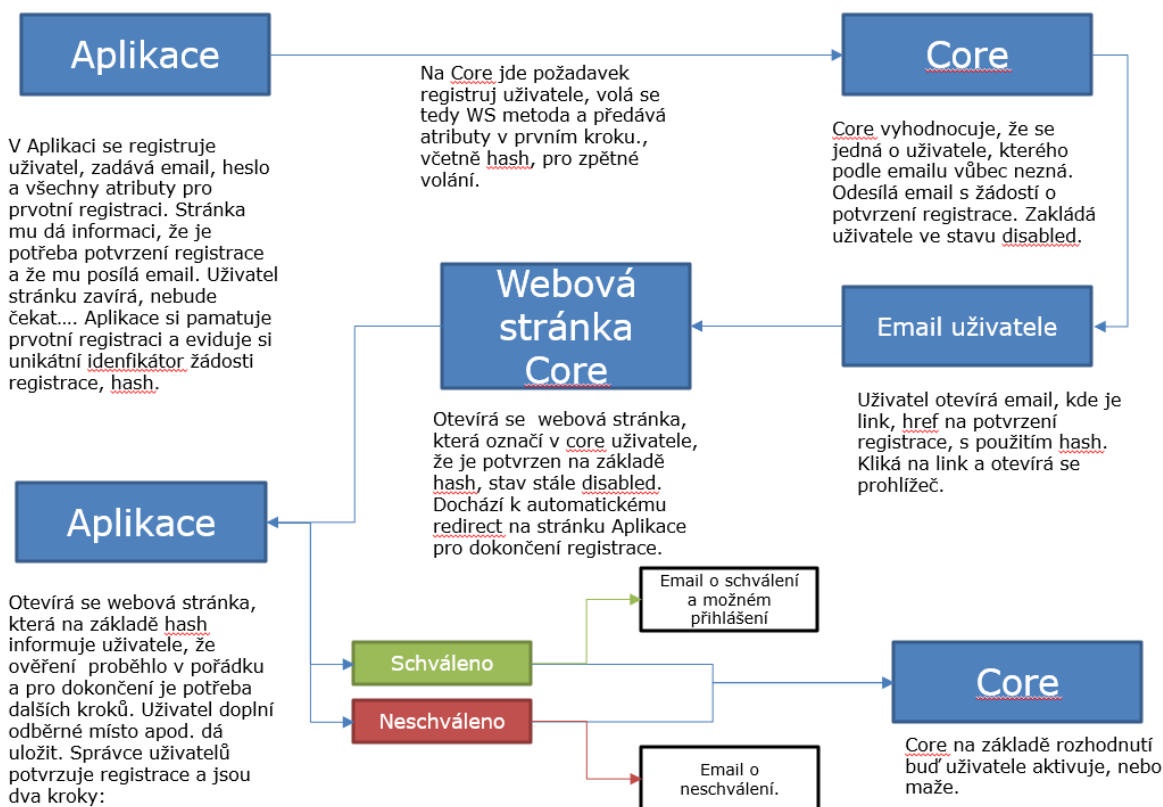 Aplikace
Core
Na Core jde požadavek
registruj uživatele, volá se
tedy WS metoda a předává
atributy v prvním kroku.,
včetně hash, pro zpětné
volání.
V Aplikaci se registruje
uživatel, zadává email, heslo
a všechny atributy pro
prvotní registraci. Stránka
mu dá informaci, že je
potřeba potvrzení registrace
a že mu posílá email. Uživatel
stránku zavírá, nebude
čekat…. Aplikace si pamatuje
prvotní registraci a eviduje si
unikátní idenfikátor žádosti
registrace, hash.
Core vyhodnocuje, že se
jedná o uživatele, kterého
podle emailu vůbec nezná.
Odesílá email s žádostí o
potvrzení registrace. Zakládá
uživatele ve stavu disabled.
Webová
stránka
Core
Email uživatele
Uživatel otevírá email, kde je
link, href na potvrzení
registrace, s použitím hash.
Kliká na link a otevírá se
prohlížeč.
Otevírá se  webová stránka,
která označí v core uživatele,
že je potvrzen na základě
hash, stav stále disabled.
Dochází k automatickému
redirect na stránku Aplikace
pro dokončení registrace.
Aplikace
Otevírá se webová stránka,
která na základě hash
informuje uživatele, že
ověření  proběhlo v pořádku
a pro dokončení je potřeba
dalších kroků. Uživatel doplní
odběrné místo apod. dá
uložit. Správce uživatelů
potvrzuje registrace a jsou
dva kroky:
Email o schválení
a možném
přihlášení
Schváleno
Neschváleno
Email o
neschválení.
Core
Core na základě rozhodnutí
buď uživatele aktivuje, nebo
maže.